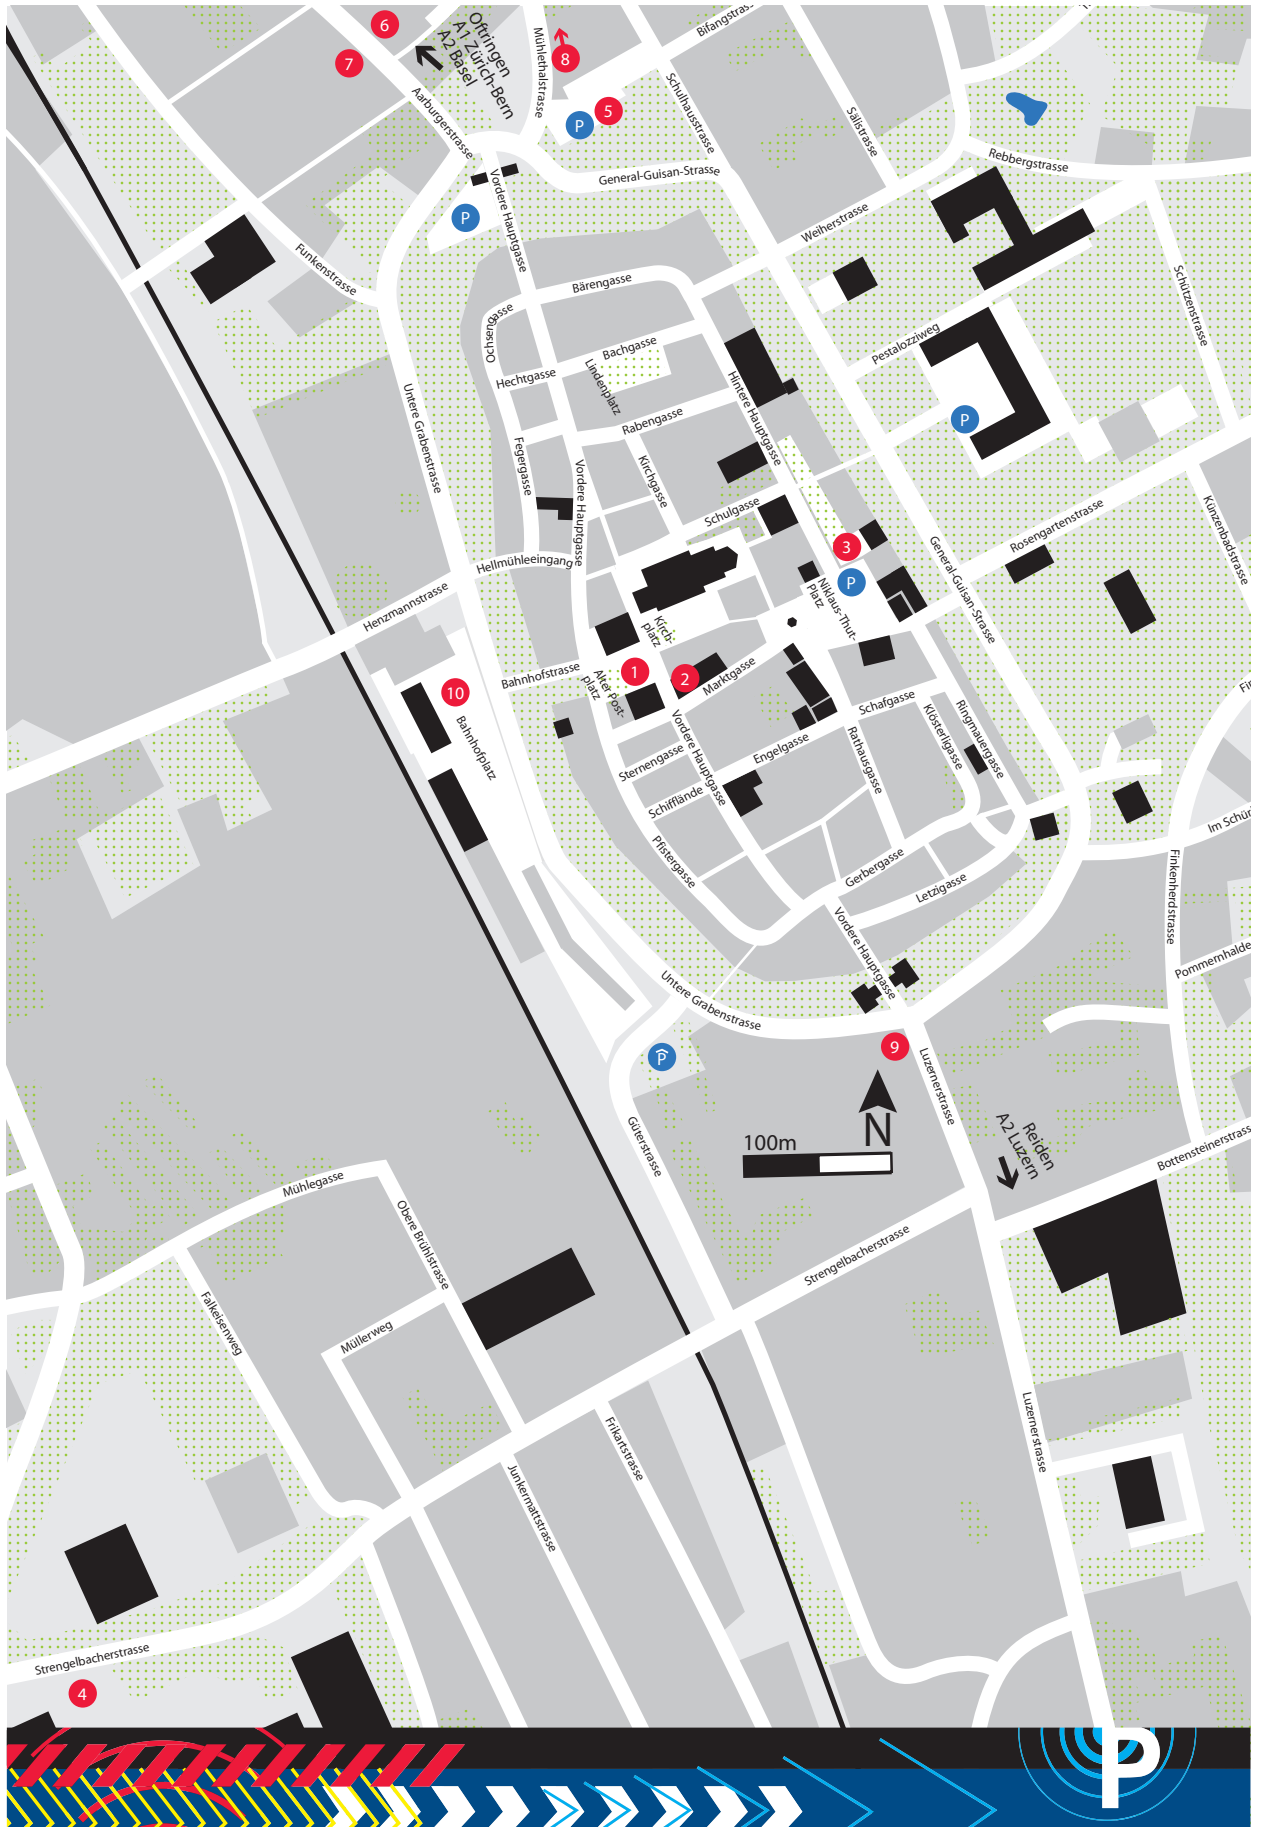 6
7
Oftringen
A1 Zürich-Bern
A2 Basel
Mühlethalstrasse
8
5
P
Aarburgerstrasse
Schulhausstrasse
Sälistrasse
Rebbergstrasse
General-Guisan-Strasse
Vordere Hauptgasse
P
Weiherstrasse
Funkenstrasse
Bärengasse
Ochsengasse
Schützenstrasse
Pestalozziweg
Bachgasse
Hechtgasse
Lindenplatz
Untere Grabenstrasse
Hintere Hauptgasse
Rabengasse
P
Fegergasse
Vordere Hauptgasse
Kirchgasse
Schulgasse
Rosengartenstrasse
Künzenbadstrasse
3
P
General-Guisan-Strasse
Hellmühleeingang
Henzmannstrasse
Niklaus-Thut-
Platz
Kirch-
platz
Bahnhofstrasse
Alter Post-
platz
1
2
Marktgasse
10
Bahnhofplatz
Schafgasse
Klösterligasse
Ringmauergasse
Vordere Hauptgasse
Engelgasse
Rathausgasse
Sternengasse
Schifflände
Im Schür
Pfistergasse
Gerbergasse
Letzigasse
Finkenherdstrasse
Vordere Hauptgasse
Pommernhalde
Untere Grabenstrasse
P
9
Luzernerstrasse
N
100m
Reiden
A2 Luzern
Güterstrasse
Bottensteinerstrass
Mühlegasse
Obere Brühlstrasse
Strengelbacherstrasse
Falkeisenweg
Müllerweg
Luzernerstrasse
Frikartstrasse
Junkermattstrasse
Strengelbacherstrasse
4
P